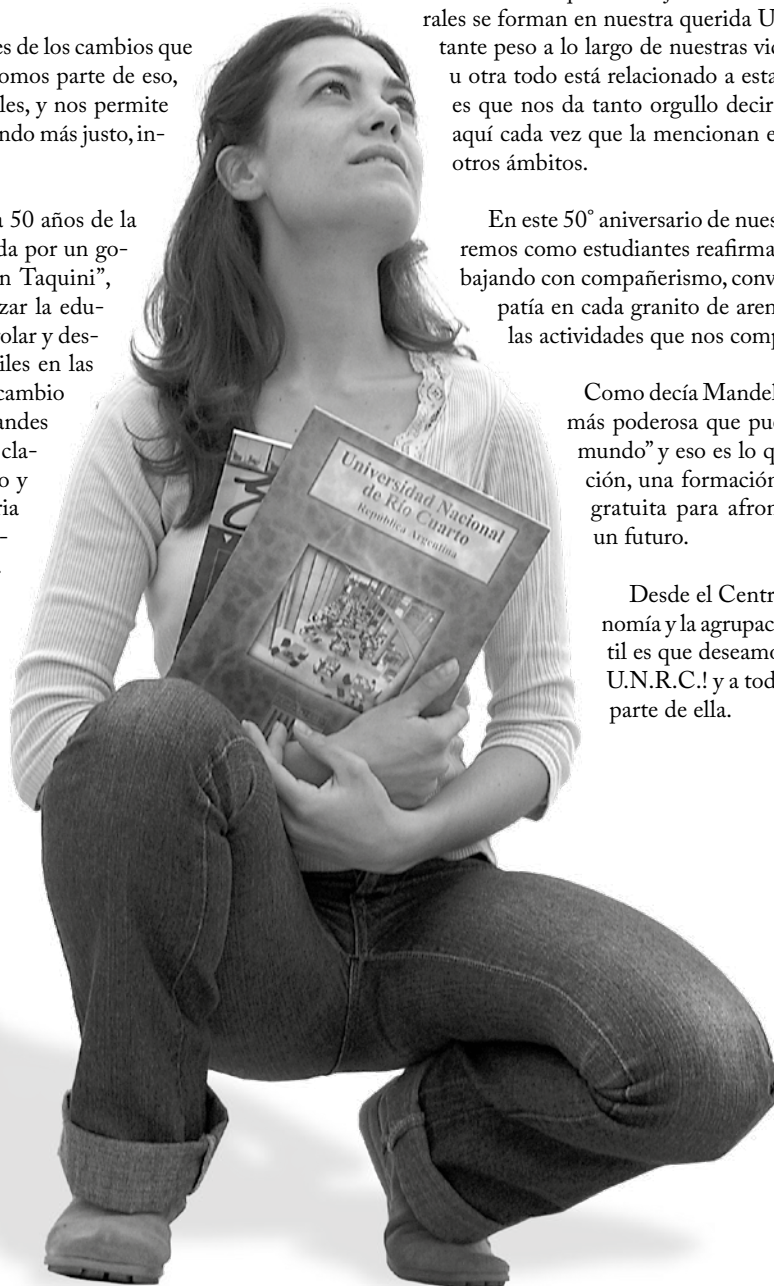 es de los cambios que
omos parte de eso,
les, y nos permite
ndo más justo, in-
a 50 años de la
da por un go-
n Taquini”,
zar la edu-
olar y des-
iles en las
cambio
andes
cla-
o y
ria
-
rales se forman en nuestra querida U
tante peso a lo largo de nuestras vi
u otra todo está relacionado a esta
es que nos da tanto orgullo decir
aquí cada vez que la mencionan e
otros ámbitos.
En este 50° aniversario de nues
remos como estudiantes reafirma
bajando con compañerismo, conv
patía en cada granito de aren
las actividades que nos comp
Como decía Mandel
más poderosa que pue
mundo” y eso es lo q
ción, una formación
gratuita para afron
un futuro.
Desde el Centr
nomía y la agrupac
til es que deseamo
U.N.R.C.! y a tod
parte de ella.
Universidad Nacional
de Río Cuarto
República Argentina